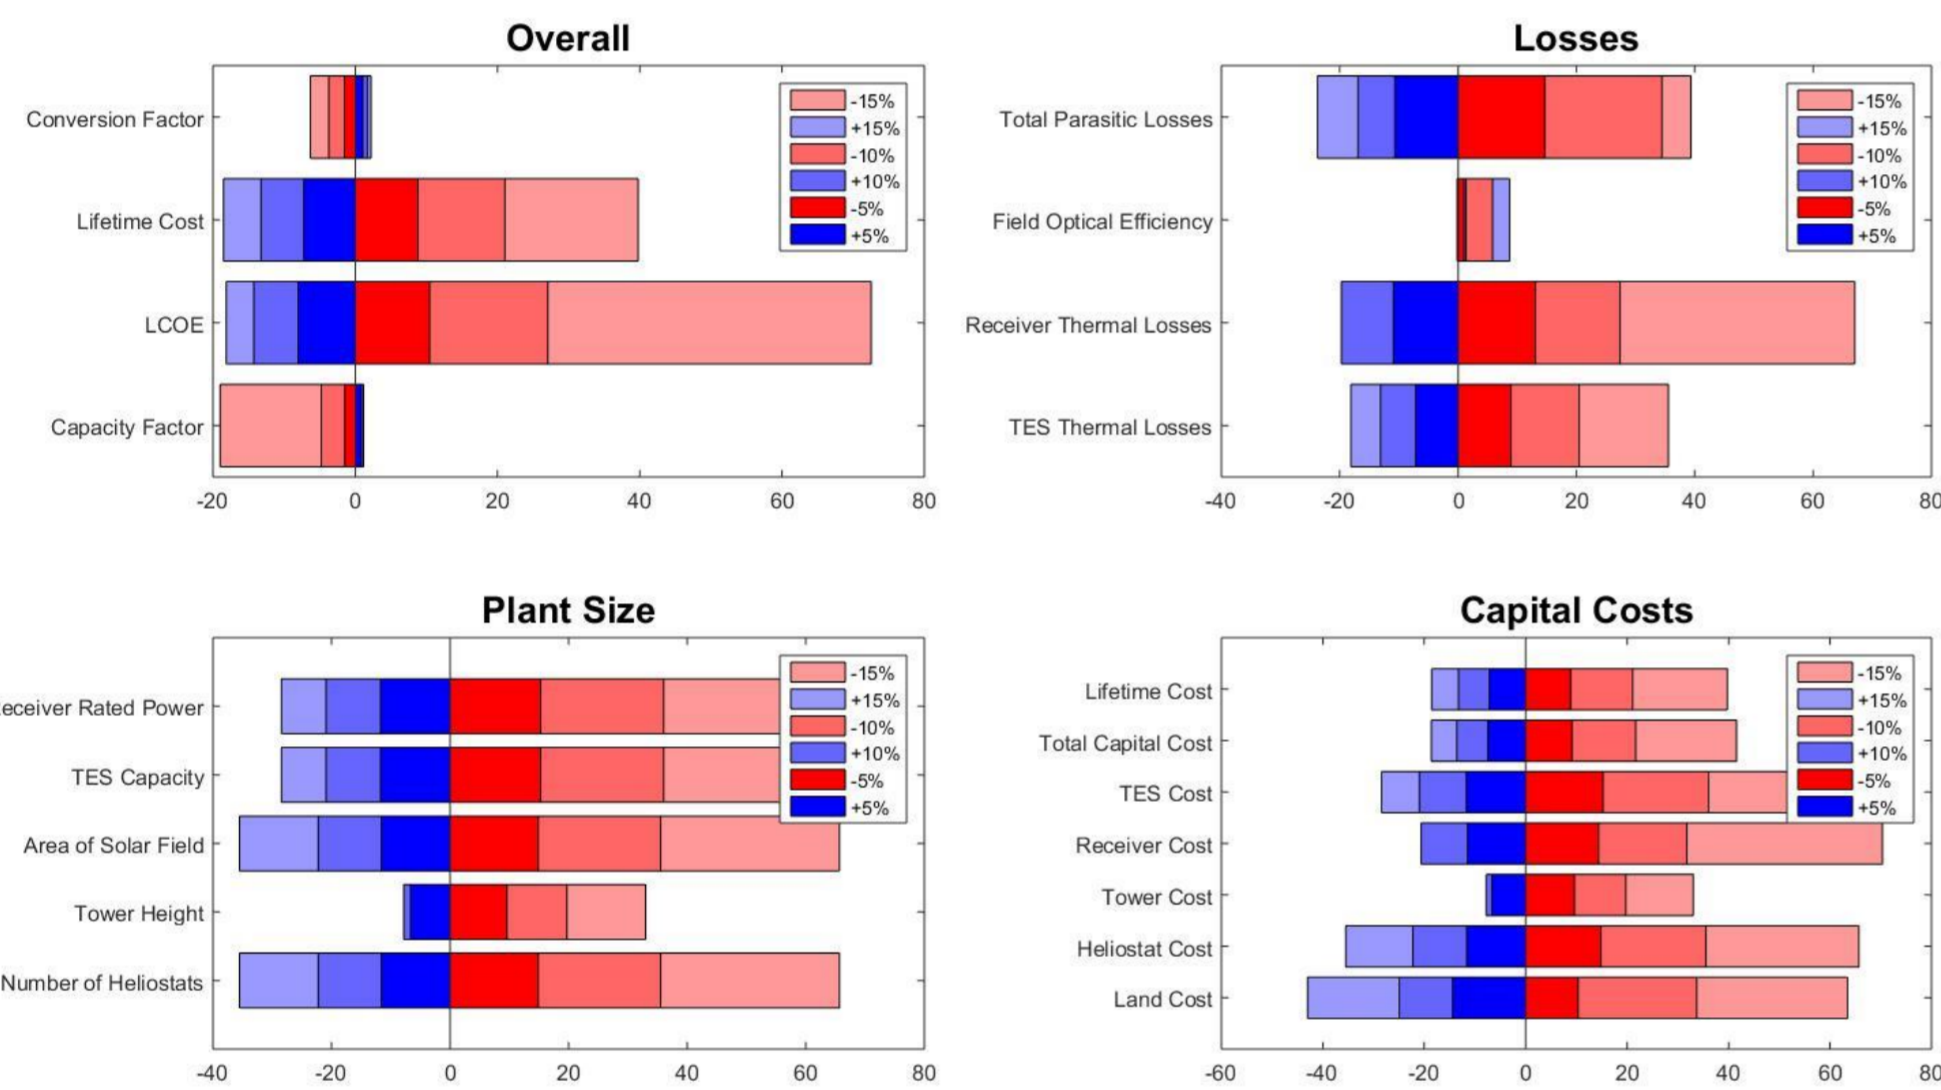 Overall
Conversion Factor
Lifetime Cost
LCOE
Capacity Factor
-15%
+15%
-10%
+10%
-5%
+5%
-20 0 20 40 60 80
Losses
Total Parasitic Losses
Field Optical Efficiency
Receiver Thermal Losses
TES Thermal Losses
-15%
+15%
-10%
+10%
-5%
+5%
-40 -20 0 20 40 60 80
Plant Size
eceiver Rated Power
TES Capacity
Area of Solar Field
Tower Height
Number of Heliostats
-15%
+15%
-10%
+10%
-5%
+5%
-40 -20 0 20 40 60 80
Capital Costs
Lifetime Cost
Total Capital Cost
TES Cost
Receiver Cost
Tower Cost
Heliostat Cost
Land Cost
-15%
+15%
-10%
+10%
-5%
+5%
-60 -40 -20 0 20 40 60 80